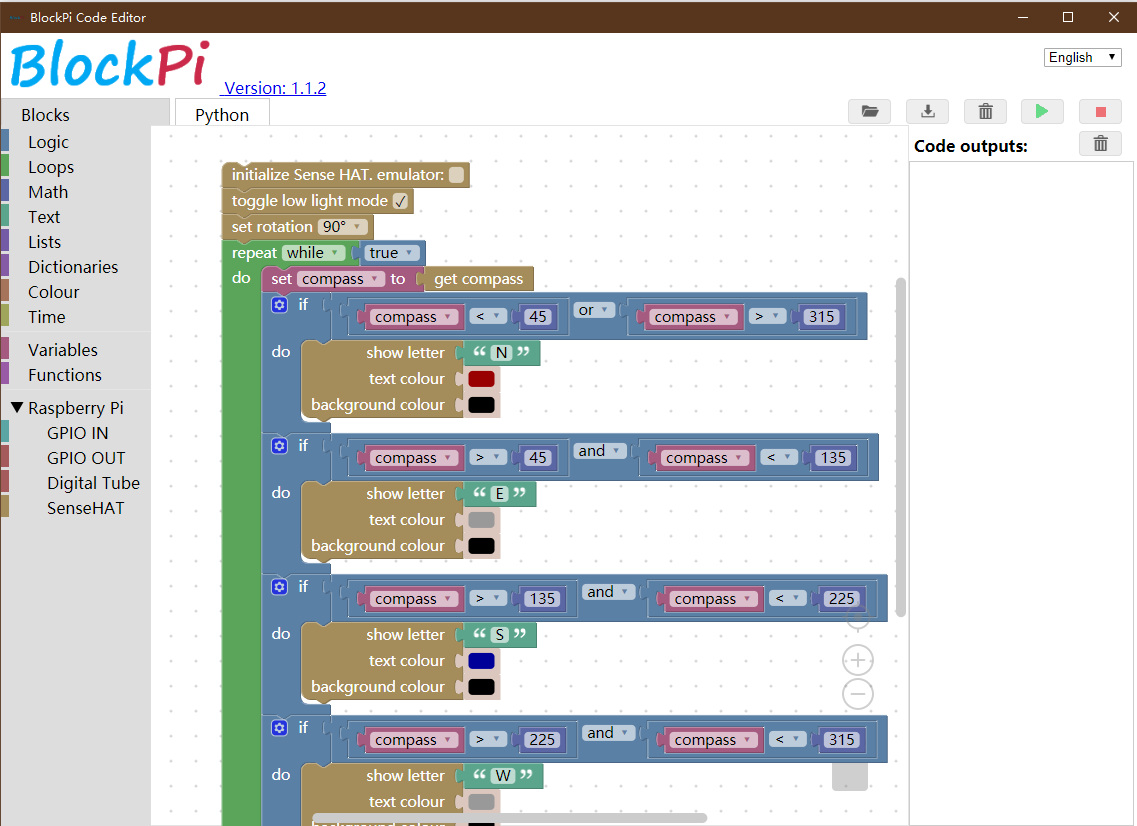 BlockPi Code Editor
BlockPi
Version: 1.1.2
English
Blocks
Logic
Loops
Math
Text
Lists
Dictionaries
Colour
Time
Variables
Functions
Raspberry Pi
GPIO IN
GPIO OUT
Digital Tube
SenseHAT
Python
initialize Sense HAT. emulator:
toggle low light mode ✓
set rotation 90°
repeat while true
do set compass to get compass
if compass < 45 or compass > 315
do show letter “ N ”
text colour
background colour
if compass > 45 and compass < 135
do show letter “ E ”
text colour
background colour
if compass > 135 and compass < 225
do show letter “ S ”
text colour
background colour
if compass > 225 and compass < 315
do show letter “ W ”
text colour
Code outputs: